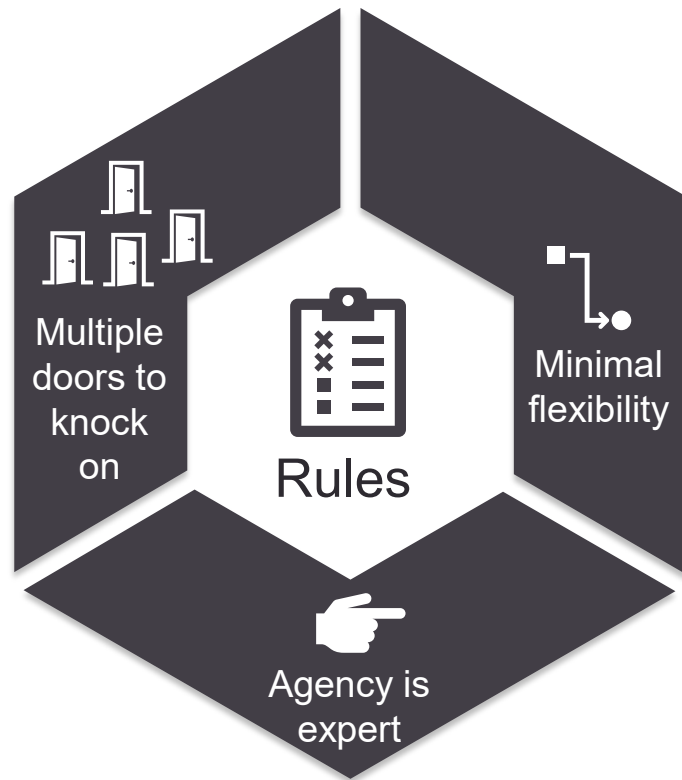 Multiple
doors to
knock
on
Minimal
flexibility
Rules
Agency is
expert